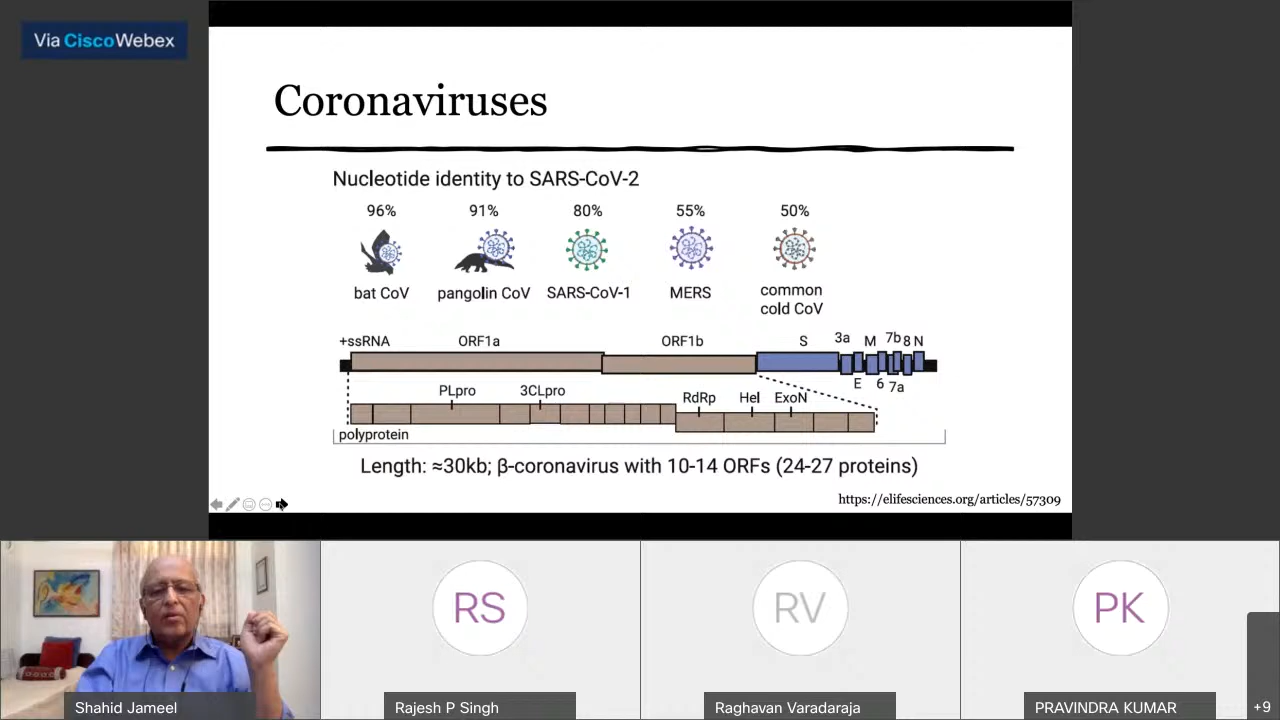 Via Cisco Webex
Coronaviruses
Nucleotide identity to SARS-CoV-2
96% 91% 80% 55% 50%
bat CoV pangolin CoV SARS-CoV-1 MERS common
cold CoV
+ssRNA ORF1a ORF1b S 3a M 7b 8 N
E 6 7a
PLpro 3CLpro RdRp Hel ExoN
polyprotein
Length: ≈30kb; β-coronavirus with 10-14 ORFs (24-27 proteins)
https://elifesciences.org/articles/57309
RS RV PK
Shahid Jameel Rajesh P Singh Raghavan Varadaraja PRAVINDRA KUMAR +9